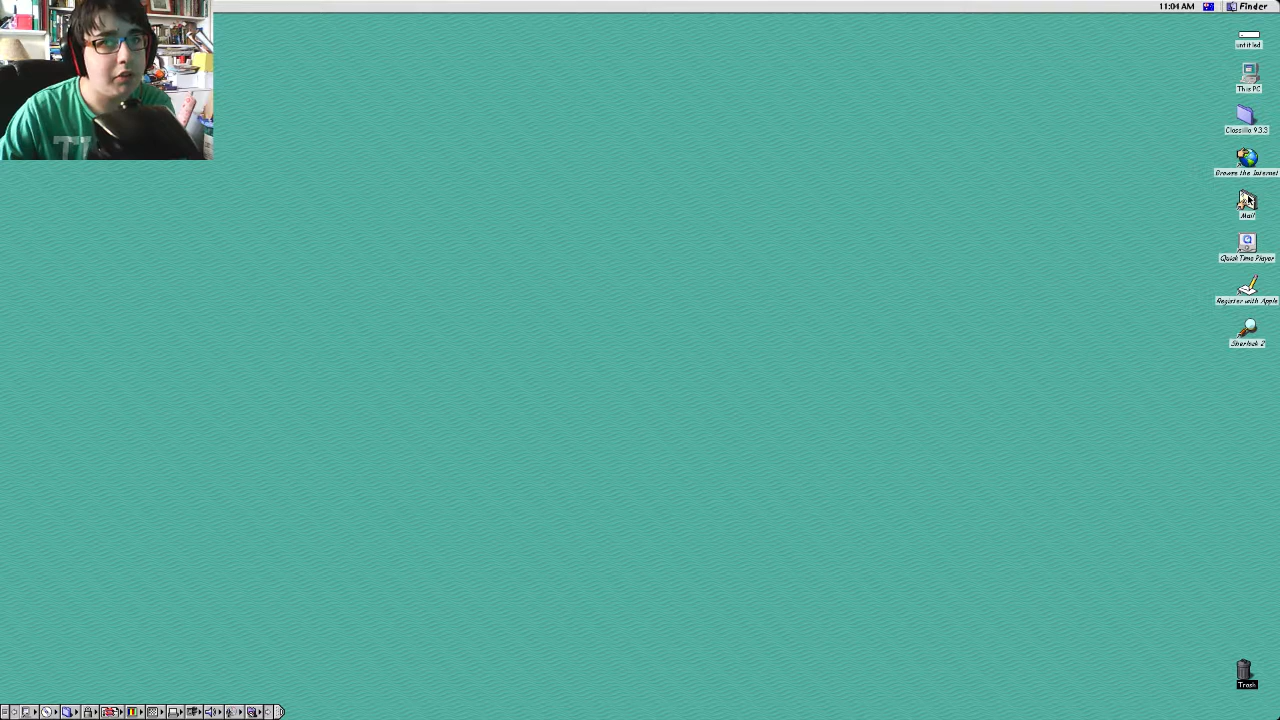 11:04 AM
Finder
untitled
This PC
Classilla 9.3.3
Browse the Internet
Mail
QuickTime Player
Register with Apple
Sherlock 2
Trash